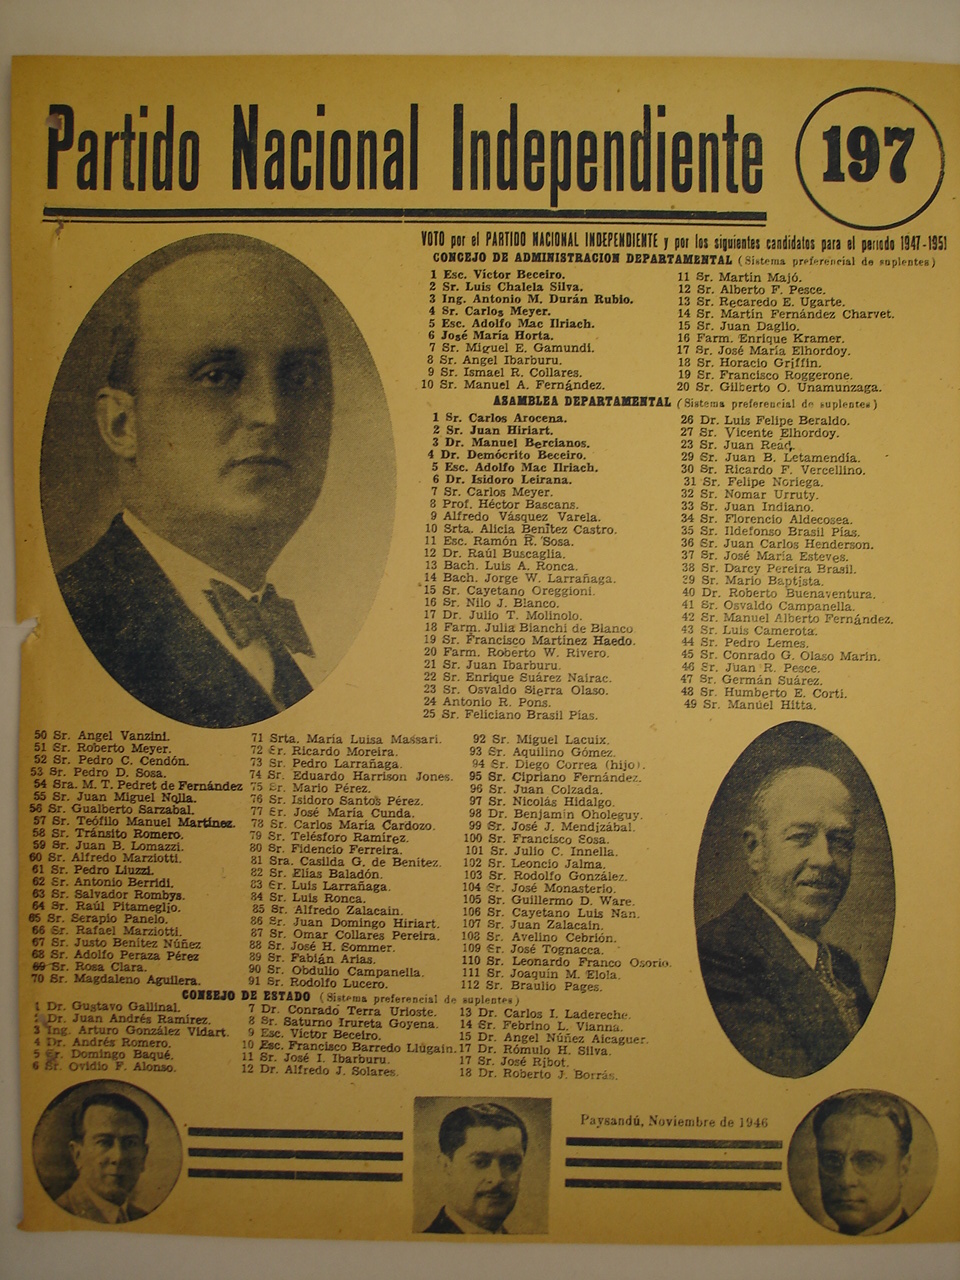 Partido Nacional Independiente
197
VOTO por el PARTIDO NACIONAL INDEPENDIENTE y por los siguientes candidatos para el periodo 1947-1951
CONCEJO DE ADMINISTRACION DEPARTAMENTAL (Sistema preferencial de suplentes)
1 Esc. Víctor Beceiro.
2 Sr. Luis Chalela Silva.
3 Ing. Antonio M. Durán Rubio.
4 Sr. Carlos Meyer.
5 Esc. Adolfo Mac Ilriach.
6 José María Horta.
7 Sr. Miguel E. Gamundi.
8 Sr. Angel Ibarburu.
9 Sr. Ismael R. Collares.
10 Sr. Manuel A. Fernández.
11 Sr. Martín Majó.
12 Sr. Alberto F. Pesce.
13 Sr. Recaredo E. Ugarte.
14 Sr. Martín Fernández Charvet.
15 Sr. Juan Daglio.
16 Farm. Enrique Kramer.
17 Sr. José María Elhordoy.
18 Sr. Horacio Griffin.
19 Sr. Francisco Roggerone.
20 Sr. Gilberto O. Unamunzaga.
ASAMBLEA DEPARTAMENTAL (Sistema preferencial de suplentes)
1 Sr. Carlos Arocena.
2 Sr. Juan Hiriart.
3 Dr. Manuel Bercianos.
4 Dr. Demócrito Beceiro.
5 Esc. Adolfo Mac Ilriach.
6 Dr. Isidoro Leirana.
7 Sr. Carlos Meyer.
8 Prof. Héctor Bascans.
9 Alfredo Vásquez Varela.
10 Srta. Alicia Benítez Castro.
11 Esc. Ramón R. Sosa.
12 Dr. Raúl Buscaglia.
13 Bach. Luis A. Ronca.
14 Bach. Jorge W. Larrañaga.
15 Sr. Cayetano Oreggioni.
16 Sr. Nilo J. Blanco.
17 Dr. Julio T. Molinolo.
18 Farm. Julia Bianchi de Blanco
19 Sr. Francisco Martínez Haedo.
20 Farm. Roberto W. Rivero.
21 Sr. Juan Ibarburu.
22 Sr. Enrique Suárez Nairac.
23 Sr. Osvaldo Sierra Olaso.
24 Antonio R. Pons.
25 Sr. Feliciano Brasil Pias.
26 Dr. Luis Felipe Beraldo.
27 Sr. Vicente Elhordoy.
23 Sr. Juan Read.
29 Sr. Juan B. Letamendía.
30 Sr. Ricardo F. Vercellino.
31 Sr. Felipe Noriega.
32 Sr. Nomar Urruty.
33 Sr. Juan Indiano.
34 Sr. Florencio Aldecosea.
35 Sr. Ildefonso Brasil Pías.
36 Sr. Juan Carlos Henderson.
37 Sr. José María Esteves.
38 Sr. Darcy Pereira Brasil.
39 Sr. Mario Baptista.
40 Dr. Roberto Buenaventura.
41 Sr. Osvaldo Campanella.
42 Sr. Manuel Alberto Fernández.
43 Sr. Luis Camerota.
44 Sr. Pedro Lemes.
45 Sr. Conrado G. Olaso Marín.
46 Sr. Juan R. Pesce.
47 Sr. Germán Suárez.
48 Sr. Humberto E. Corti.
49 Sr. Manuel Hitta.
50 Sr. Angel Vanzini.
51 Sr. Roberto Meyer.
52 Sr. Pedro C. Cendón.
53 Sr. Pedro D. Sosa.
54 Sra. M. T. Pedret de Fernández
55 Sr. Juan Miguel Nolla.
56 Sr. Gualberto Sarzabal.
57 Sr. Teófilo Manuel Martínez.
58 Sr. Tránsito Romero.
59 Sr. Juan B. Lomazzi.
60 Sr. Alfredo Marziotti.
61 Sr. Pedro Liuzzi.
62 Sr. Antonio Berridi.
63 Sr. Salvador Rombys.
64 Sr. Raúl Pitameglio.
65 Sr. Serapio Panelo.
66 Sr. Rafael Marziotti.
67 Sr. Justo Benítez Núñez
68 Sr. Adolfo Peraza Pérez
69 Sr. Rosa Clara.
70 Sr. Magdaleno Aguilera.
71 Srta. María Luisa Massari.
72 Sr. Ricardo Moreira.
73 Sr. Pedro Larrañaga.
74 Sr. Eduardo Harrison Jones.
75 Sr. Mario Pérez.
76 Sr. Isidoro Santos Pérez.
77 Sr. José María Cunda.
78 Sr. Carlos María Cardozo.
79 Sr. Telésforo Ramírez.
80 Sr. Fidencio Ferreira.
81 Sra. Casilda G. de Benítez.
82 Sr. Elías Baladón.
83 Sr. Luis Larrañaga.
84 Sr. Luis Ronca.
85 Sr. Alfredo Zalacain.
86 Sr. Juan Domingo Hiriart.
87 Sr. Omar Collares Pereira.
88 Sr. José H. Sommer.
89 Sr. Fabián Arias.
90 Sr. Obdulio Campanella.
91 Sr. Rodolfo Lucero.
92 Sr. Miguel Lacuix.
93 Sr. Aquilino Gómez.
94 Sr. Diego Correa (hijo).
95 Sr. Cipriano Fernández.
96 Sr. Juan Colzada.
97 Sr. Nicolás Hidalgo.
98 Dr. Benjamín Oholeguy.
99 Sr. José J. Mendizábal.
100 Sr. Francisco Sosa.
101 Sr. Julio C. Innella.
102 Sr. Leoncio Jalma.
103 Sr. Rodolfo González.
104 Sr. José Monasterio.
105 Sr. Guillermo D. Ware.
106 Sr. Cayetano Luis Nan.
107 Sr. Juan Zalacain.
108 Sr. Avelino Cebrión.
109 Sr. José Tognacca.
110 Sr. Leonardo Franco Osorio.
111 Sr. Joaquín M. Elola.
112 Sr. Braulio Pages.
CONSEJO DE ESTADO (Sistema preferencial de suplentes)
1 Dr. Gustavo Gallinal.
2 Dr. Juan Andrés Ramírez.
3 Ing. Arturo González Vidart.
4 Dr. Andrés Romero.
5 Sr. Domingo Baqué.
6 Sr. Ovidio F. Alonso.
7 Dr. Conrado Terra Urioste.
8 Sr. Saturno Irureta Goyena.
9 Esc. Víctor Beceiro.
10 Esc. Francisco Barredo Llúgain.
11 Sr. José I. Ibarburu.
12 Dr. Alfredo J. Solares.
13 Dr. Carlos I. Ladereche.
14 Sr. Febrino L. Vianna.
15 Dr. Angel Núñez Alcaguer.
17 Dr. Rómulo H. Silva.
17 Sr. José Ribot.
18 Dr. Roberto J. Borrás.
Paysandú, Noviembre de 1946